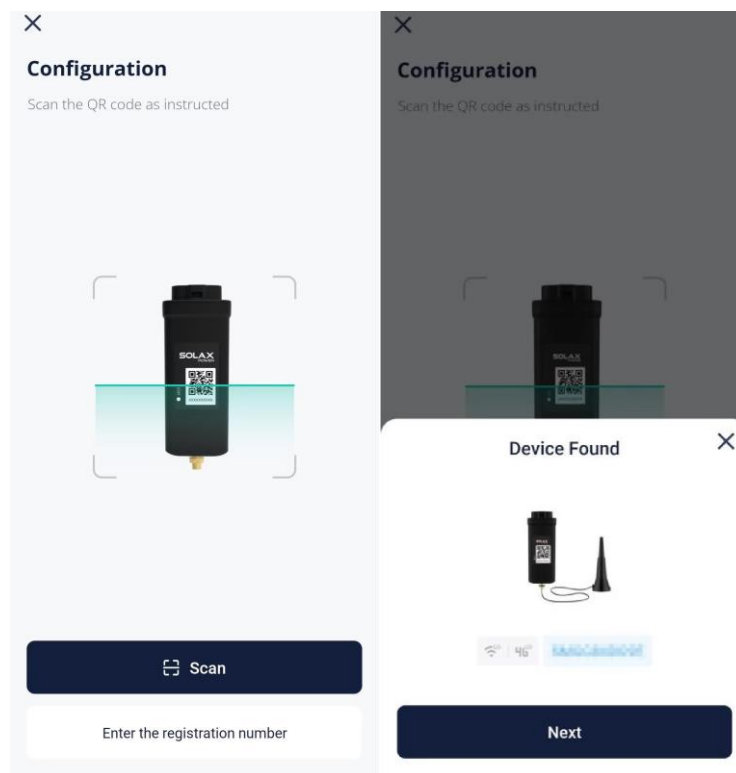 Configuration
Scan the QR code as instructed
SOLAX
POWER
Scan
Enter the registration number
Configuration
Scan the QR code as instructed
SOLAX
Device Found
4G
Next